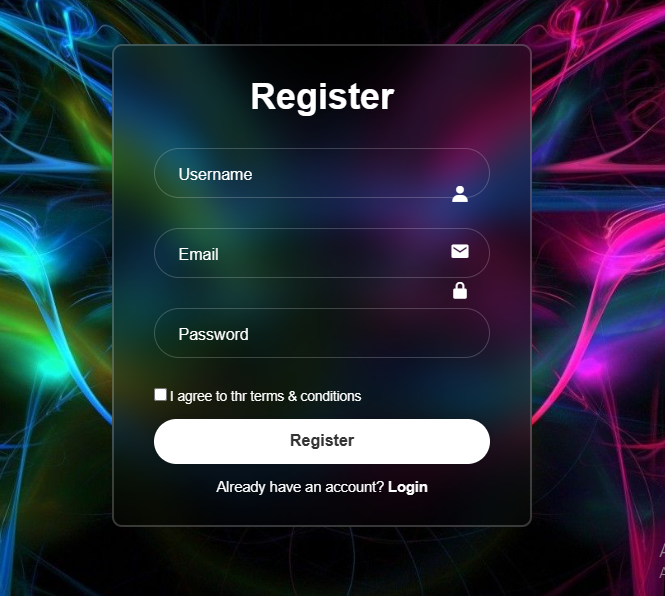 Register
Username
Email
Password
I agree to thr terms & conditions
Register
Already have an account? Login